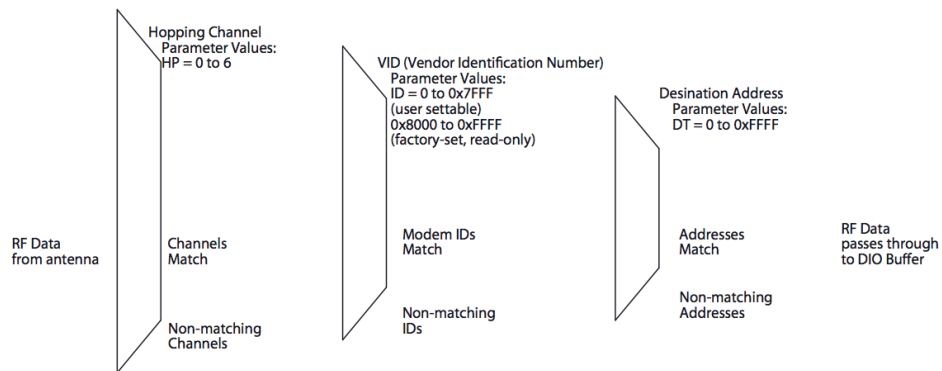 Hopping Channel
Parameter Values:
HP = 0 to 6
VID (Vendor Identification Number)
Parameter Values:
ID = 0 to 0x7FFF
(user settable)
0x8000 to 0xFFFF
(factory-set, read-only)
Desination Address
Parameter Values:
DT = 0 to 0xFFFF
RF Data
from antenna
Channels
Match
Modem IDs
Match
Addresses
Match
RF Data
passes through
to DIO Buffer
Non-matching
Channels
Non-matching
IDs
Non-matching
Addresses